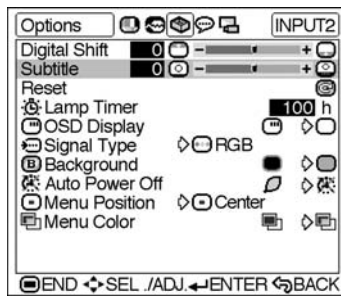 Options INPUT2
Digital Shift 0 - +
Subtitle 0 - +
Reset
Lamp Timer 100 h
OSD Display
Signal Type RGB
B Background
Auto Power Off
Menu Position Center
Menu Color
END SEL./ADJ. ENTER BACK